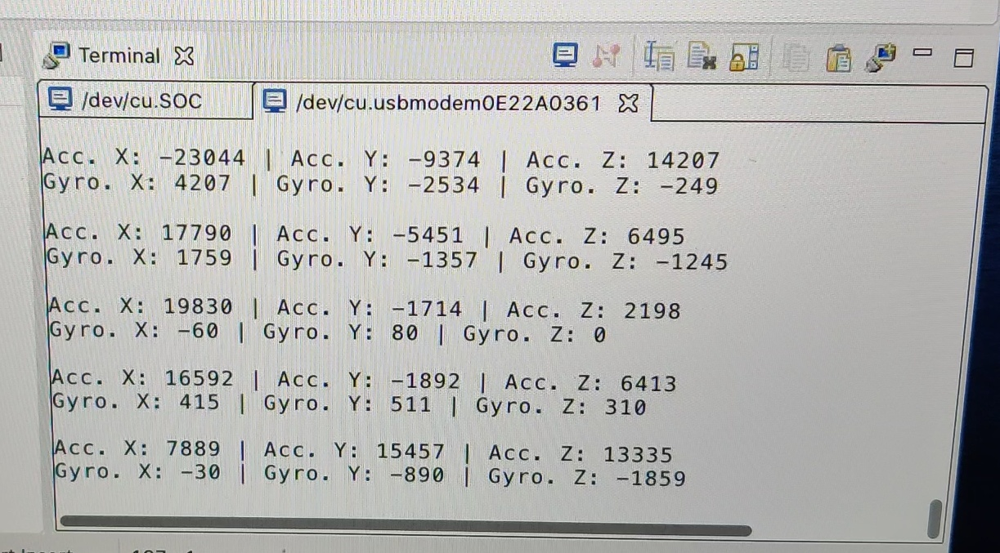 Terminal
/dev/cu.SOC
/dev/cu.usbmodem0E22A0361
Acc. X: -23044 | Acc. Y: -9374 | Acc. Z: 14207
Gyro. X: 4207 | Gyro. Y: -2534 | Gyro. Z: -249
Acc. X: 17790 | Acc. Y: -5451 | Acc. Z: 6495
Gyro. X: 1759 | Gyro. Y: -1357 | Gyro. Z: -1245
Acc. X: 19830 | Acc. Y: -1714 | Acc. Z: 2198
Gyro. X: -60 | Gyro. Y: 80 | Gyro. Z: 0
Acc. X: 16592 | Acc. Y: -1892 | Acc. Z: 6413
Gyro. X: 415 | Gyro. Y: 511 | Gyro. Z: 310
Acc. X: 7889 | Acc. Y: 15457 | Acc. Z: 13335
Gyro. X: -30 | Gyro. Y: -890 | Gyro. Z: -1859